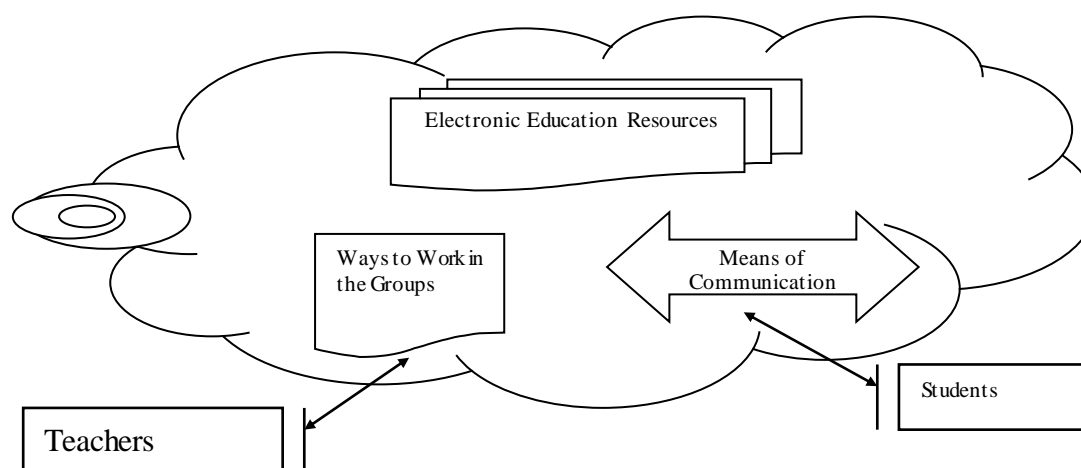 Electronic Education Resources
Ways to Work in
the Groups
Means of
Communication
Students
Teachers